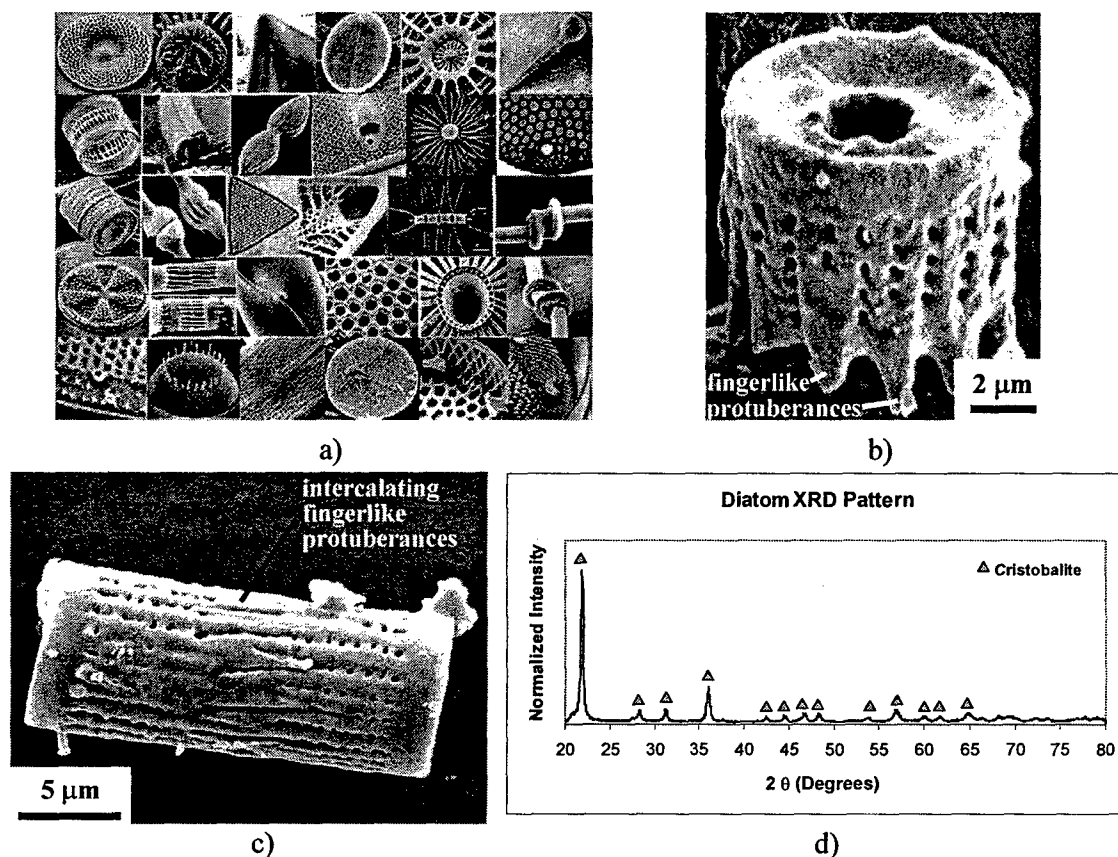 a)
fingerlike
protuberances
2 μm
b)
intercalating
fingerlike
protuberances
5 μm
c)
Diatom XRD Pattern
Normalized Intensity
Cristobalite
20 25 30 35 40 45 50 55 60 65 70 75 80
2 θ (Degrees)
d)